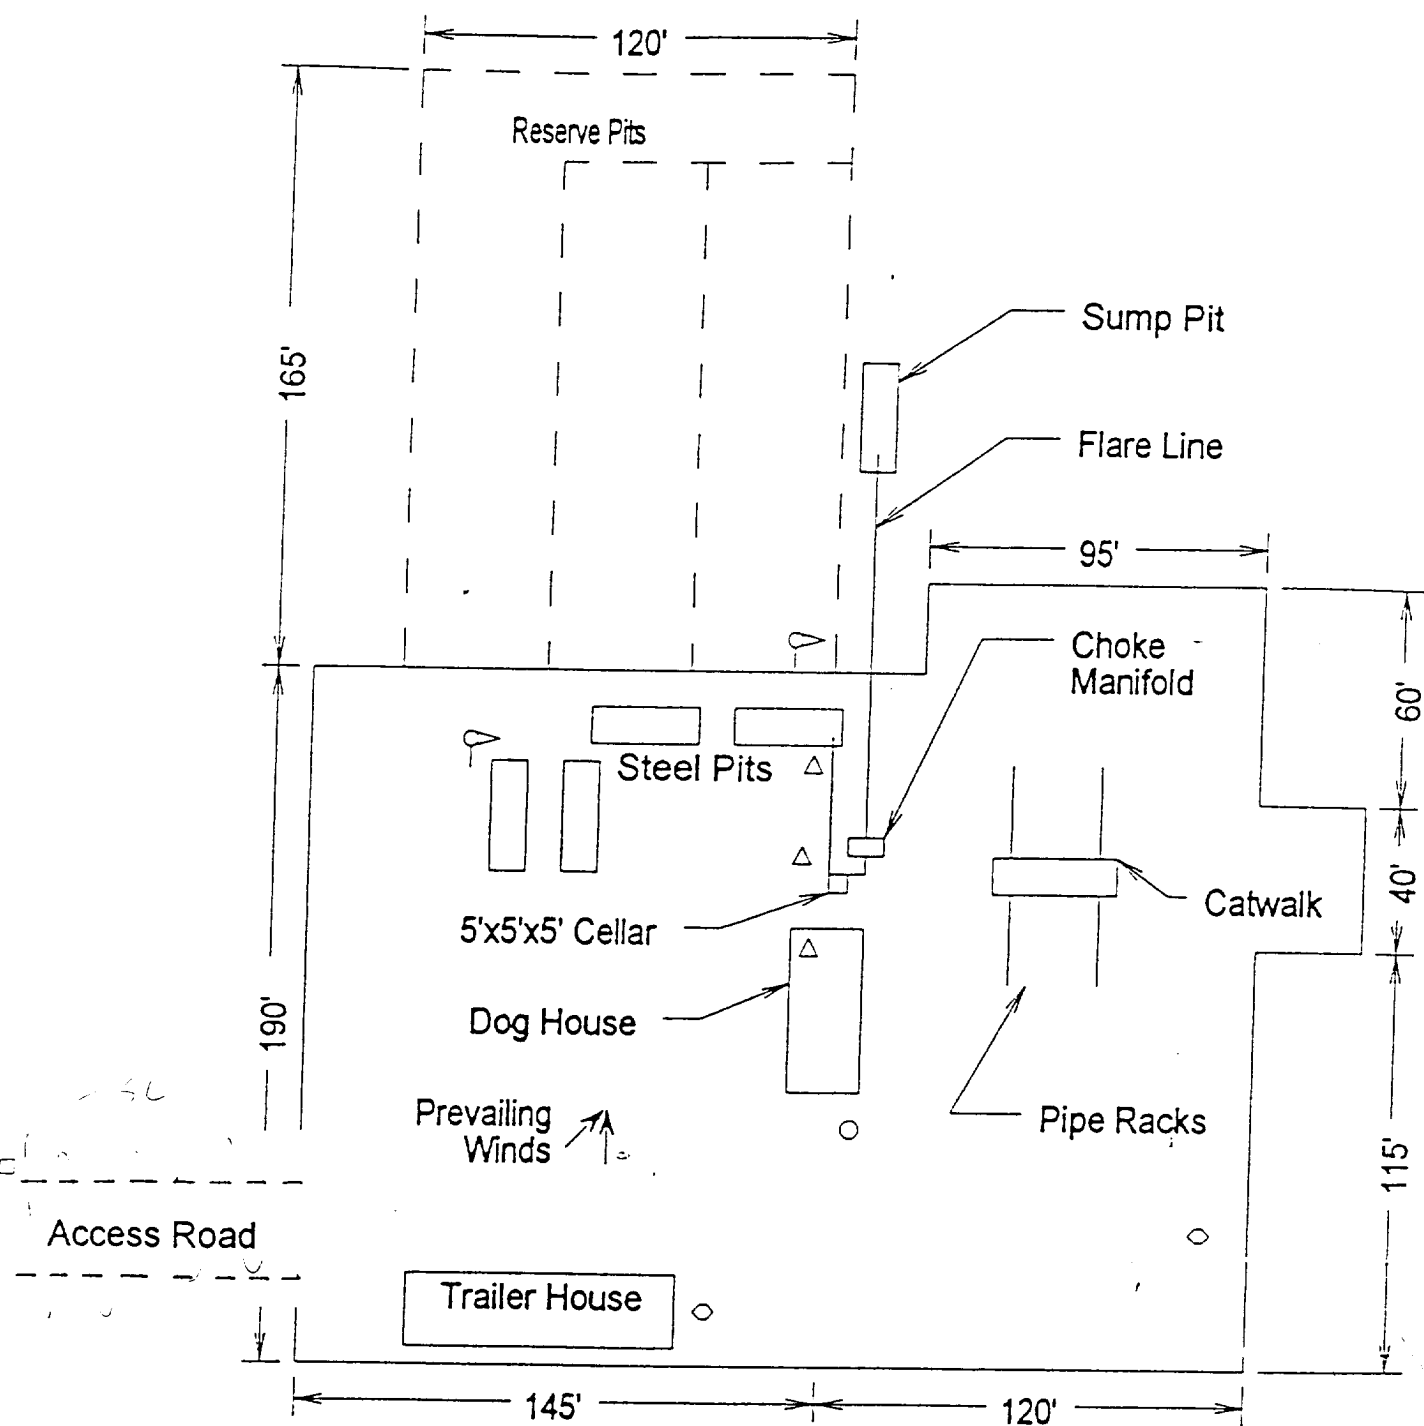 120'
Reserve Pits
Sump Pit
165'
Flare Line
95'
Choke
Manifold
60'
Steel Pits
40'
Catwalk
5'x5'x5' Cellar
Dog House
190'
Prevailing
Winds
Pipe Racks
115'
Access Road
Trailer House
145'
120'